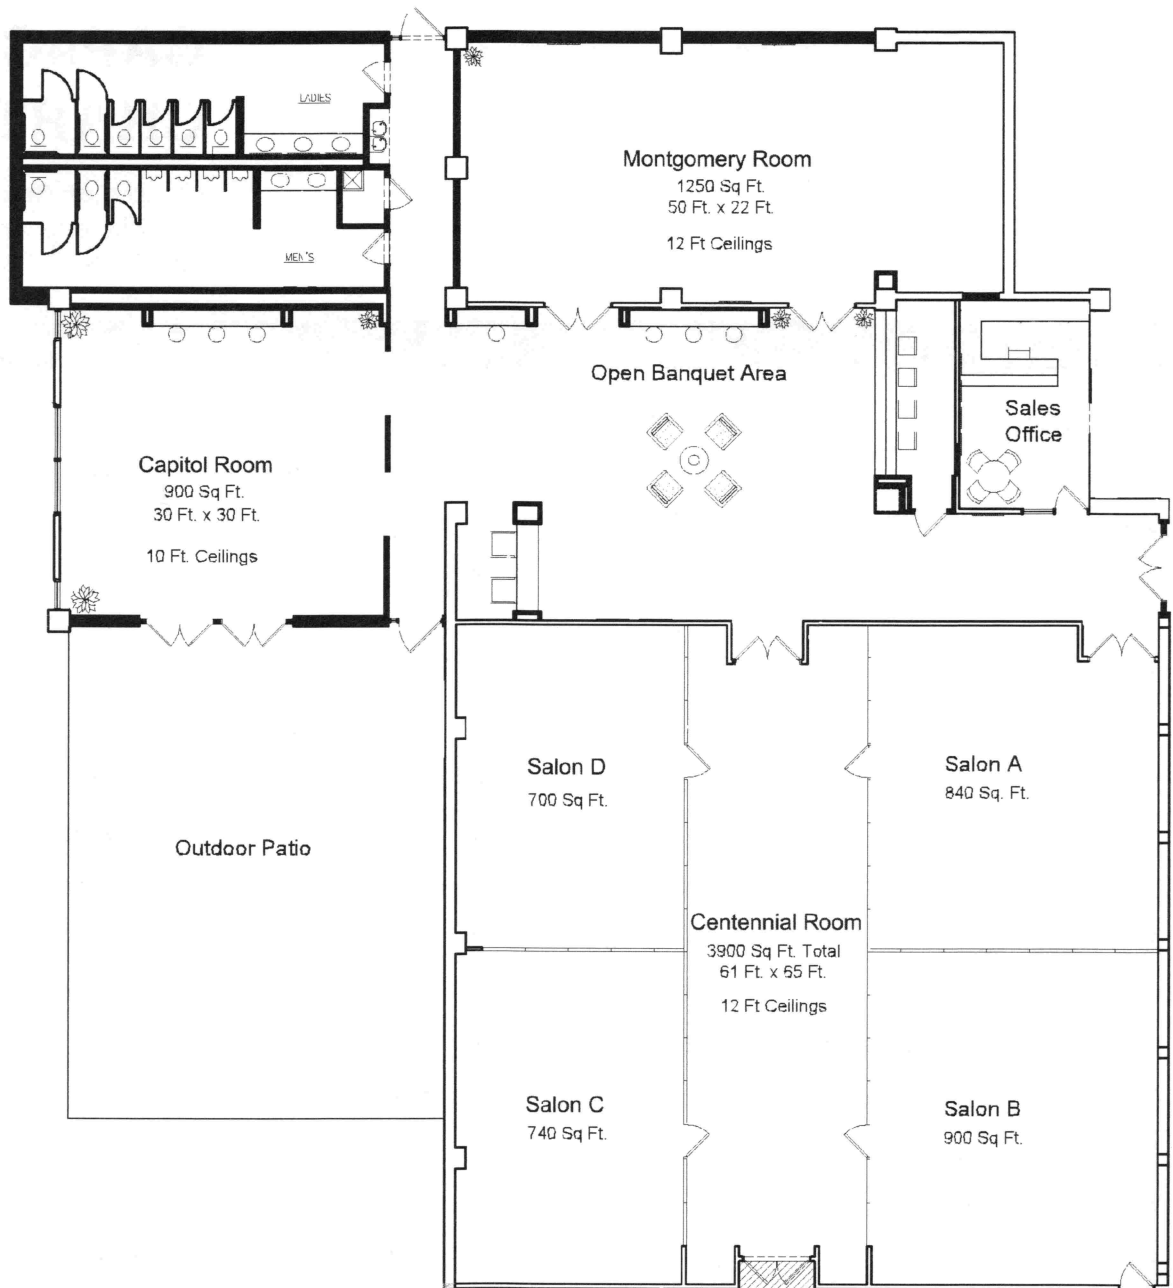 LADIES
MEN'S
Montgomery Room
1250 Sq Ft.
50 Ft. x 22 Ft.
12 Ft Ceilings
Open Banquet Area
Sales
Office
Capitol Room
900 Sq Ft.
30 Ft. x 30 Ft.
10 Ft. Ceilings
Salon D
700 Sq Ft.
Salon A
840 Sq. Ft.
Outdoor Patio
Centennial Room
3900 Sq Ft. Total
61 Ft. x 65 Ft.
12 Ft Ceilings
Salon C
740 Sq Ft.
Salon B
900 Sq Ft.